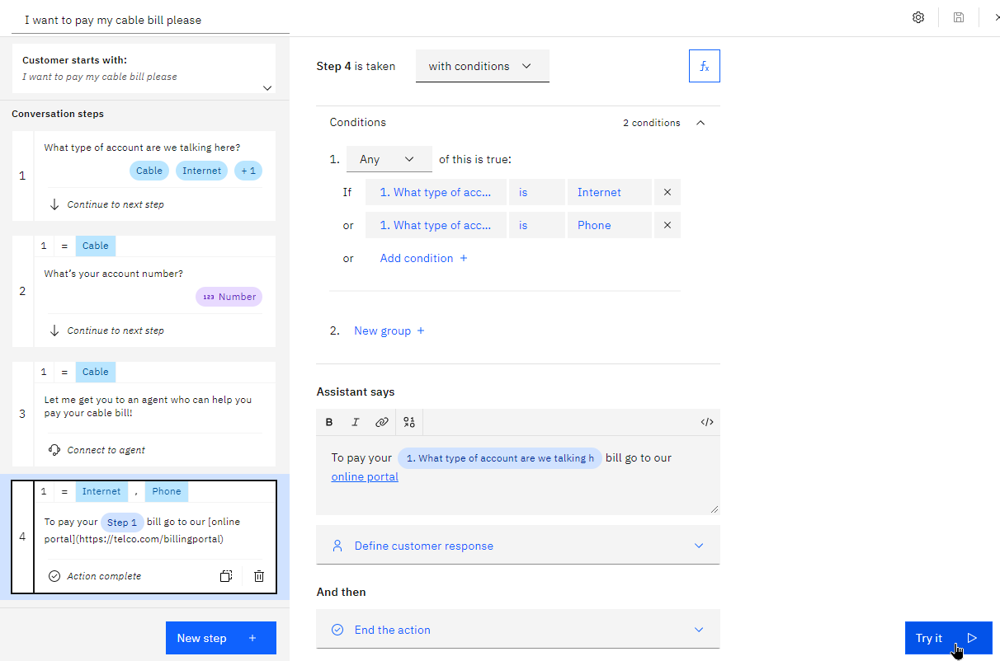 I want to pay my cable bill please
Customer starts with:
I want to pay my cable bill please
Conversation steps
1
What type of account are we talking here?
Cable Internet + 1
Continue to next step
2
1 = Cable
What's your account number?
123 Number
Continue to next step
3
1 = Cable
Let me get you to an agent who can help you
pay your cable bill!
Connect to agent
4
1 = Internet , Phone
To pay your Step 1 bill go to our [online
portal](https://telco.com/billingportal)
Action complete
New step +
Step 4 is taken with conditions fx
Conditions 2 conditions
1. Any of this is true:
If 1. What type of acc... is Internet ×
or 1. What type of acc... is Phone ×
or Add condition +
2. New group +
Assistant says
B I </>
To pay your 1. What type of account are we talking h bill go to our
online portal
Define customer response
And then
End the action
Try it